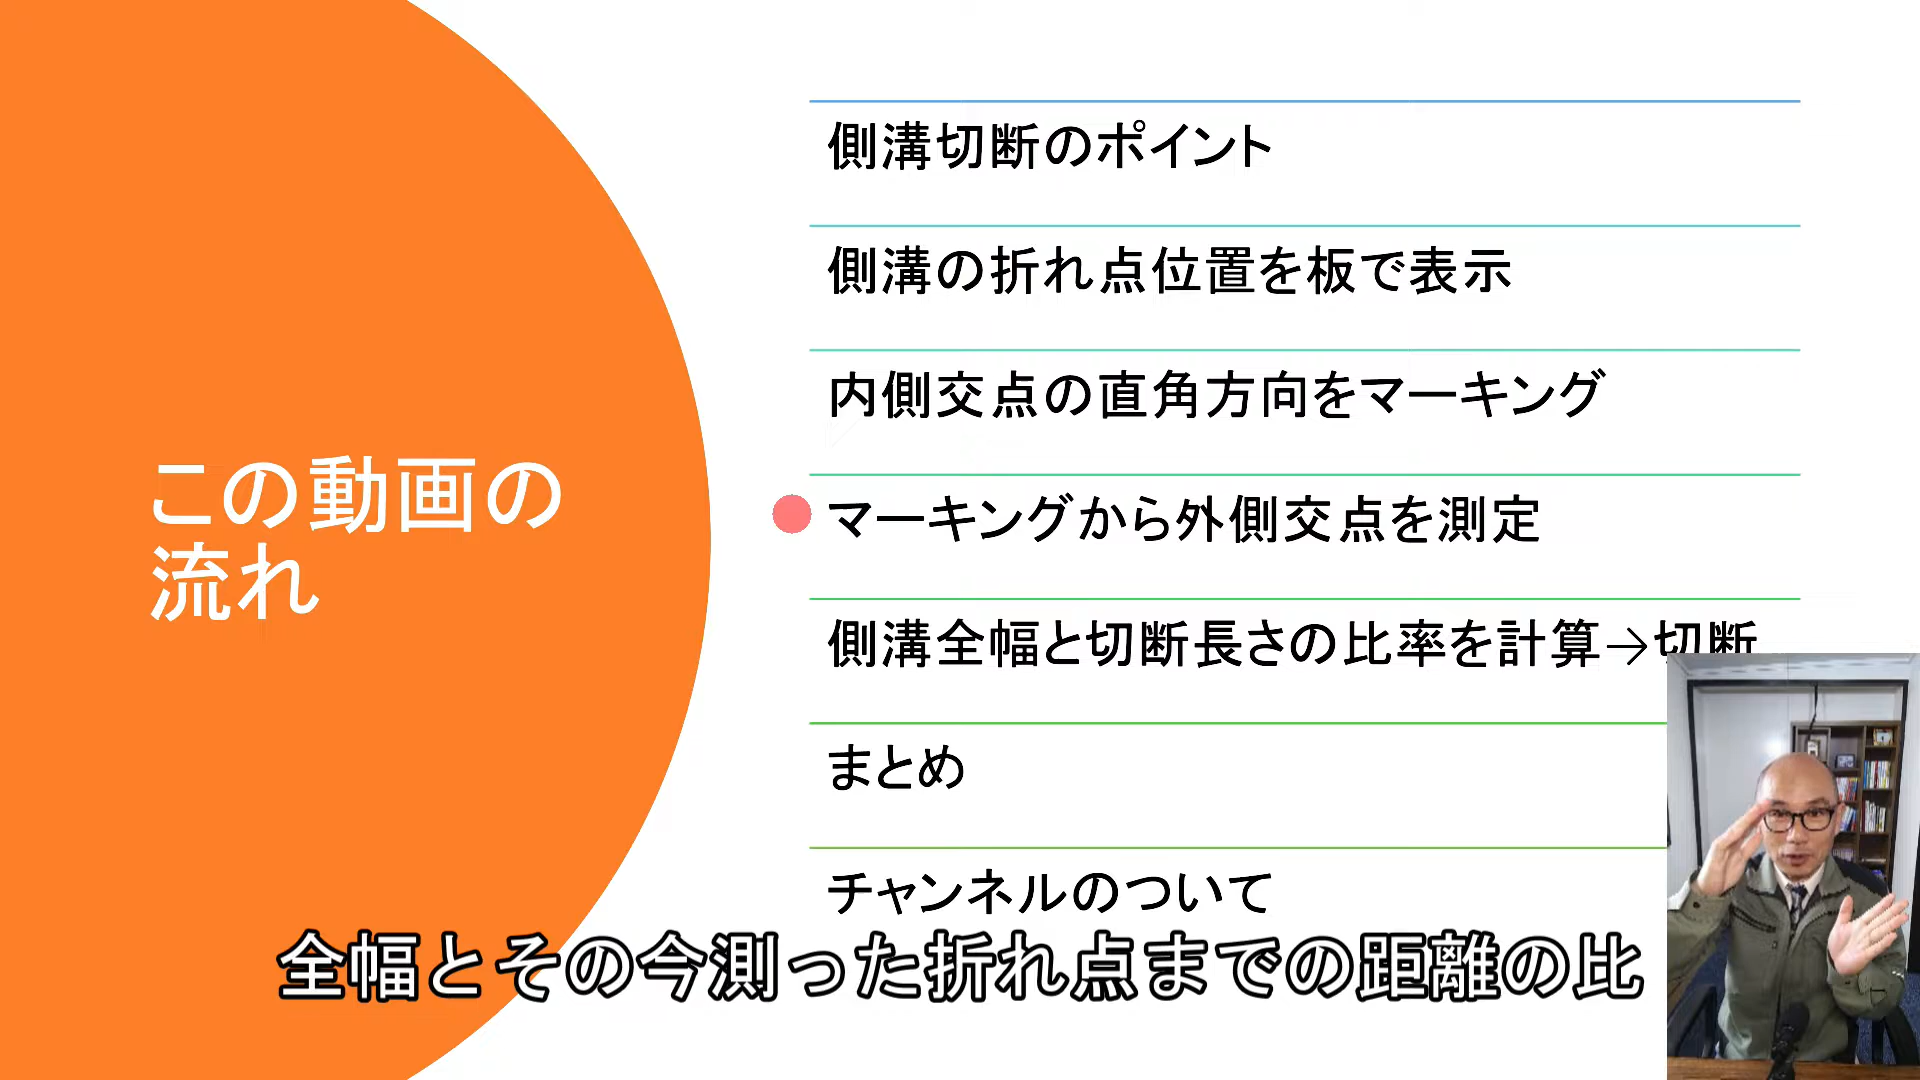 この動画の
流れ
側溝切断のポイント
側溝の折れ点位置を板で表示
内側交点の直角方向をマーキング
マーキングから外側交点を測定
側溝全幅と切断長さの比率を計算→切断
まとめ
チャンネルのついて
全幅とその今測った折れ点までの距離の比